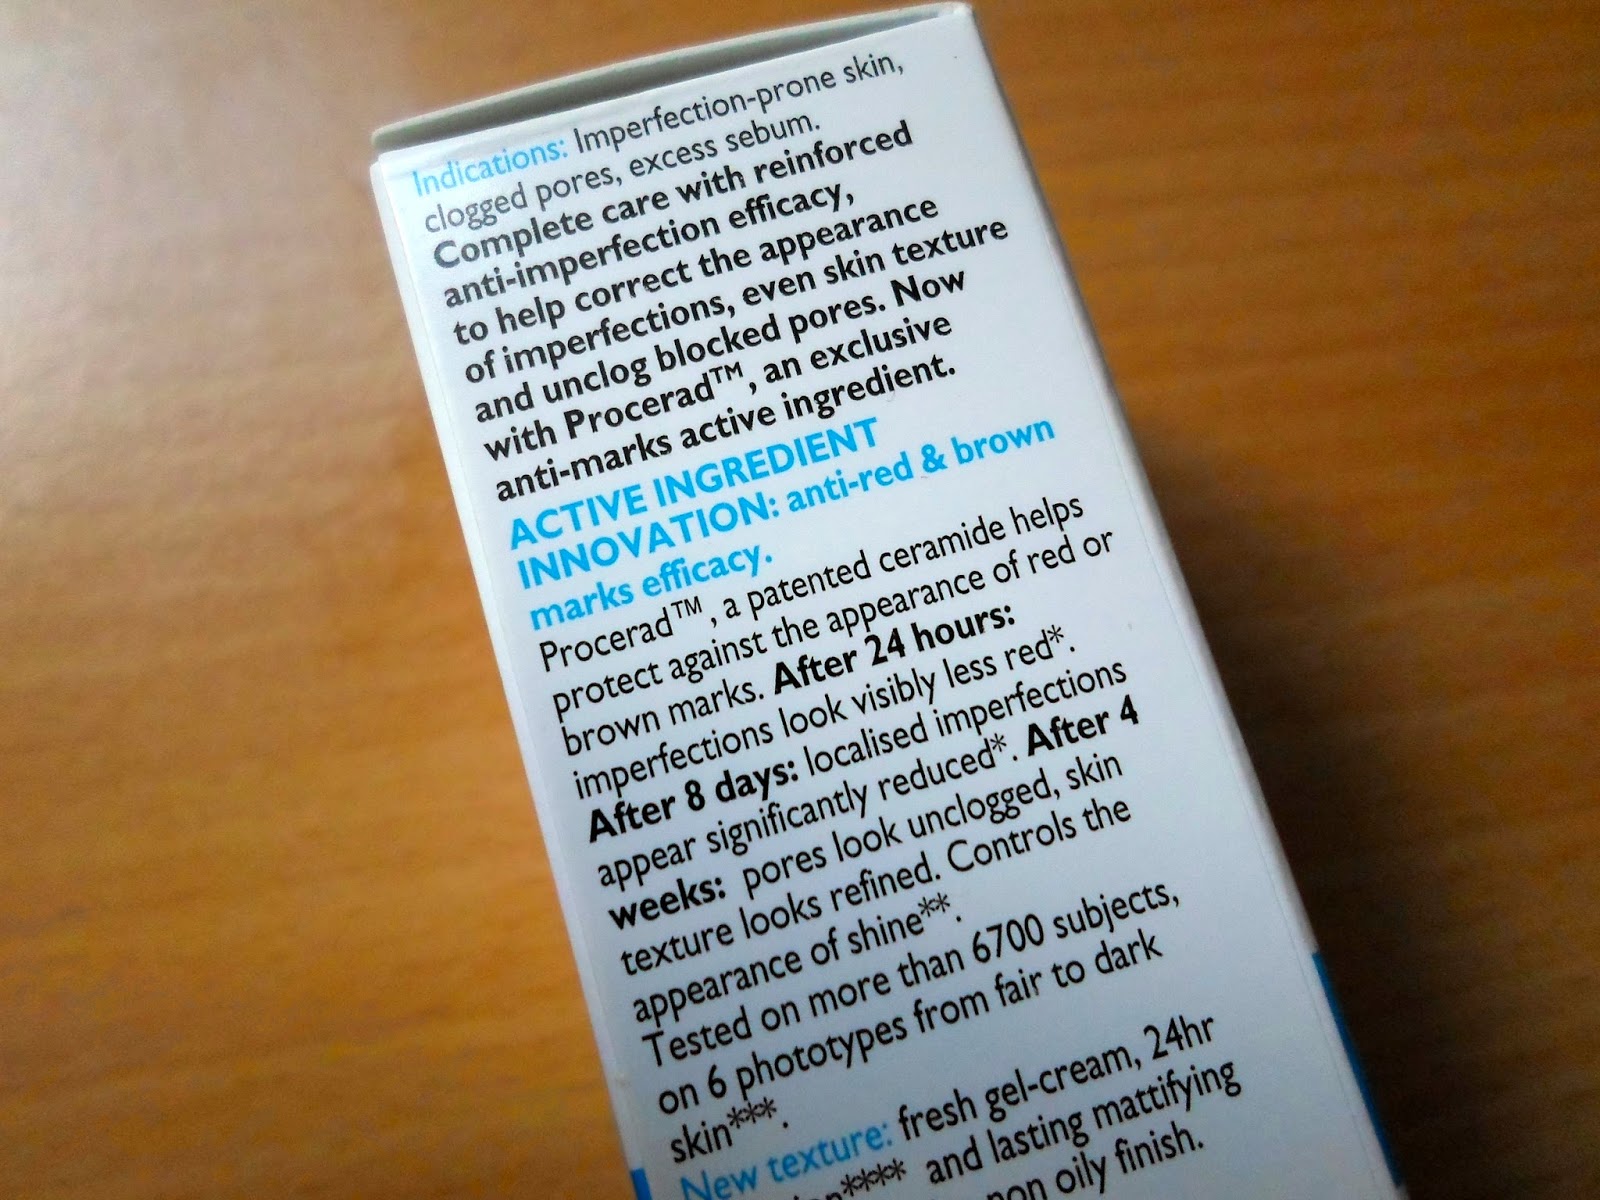 Indications: Imperfection-prone skin,
clogged pores, excess sebum.
Complete care with reinforced
anti-imperfection efficacy,
to help correct the appearance
of imperfections, even skin texture
and unclog blocked pores. Now
with Procerad™, an exclusive
anti-marks active ingredient.
ACTIVE INGREDIENT
INNOVATION: anti-red & brown
marks efficacy.
Procerad™, a patented ceramide helps
protect against the appearance of red or
brown marks. After 24 hours:
imperfections look visibly less red*.
After 8 days: localised imperfections
appear significantly reduced*. After 4
weeks: pores look unclogged, skin
texture looks refined. Controls the
appearance of shine**.
Tested on more than 6700 subjects,
on 6 phototypes from fair to dark
skin***.
New texture: fresh gel-cream, 24hr
**** and lasting mattifying
non oily finish.